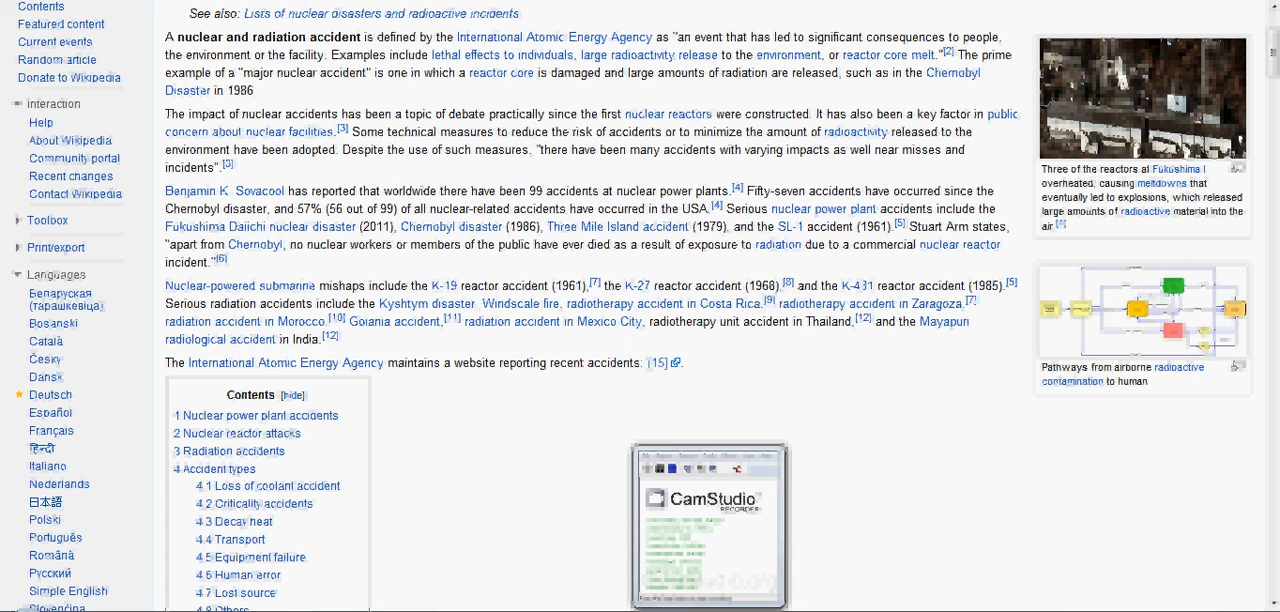 Contents
Featured content
Current events
Random article
Donate to Wikipedia
Interaction
Help
About Wikipedia
Community portal
Recent changes
Contact Wikipedia
Toolbox
Print/export
Languages
Беларуская
(тарашкевіца)
Bosanski
Català
Česky
Dansk
Deutsch
Español
Français
हिन्दी
Italiano
Nederlands
日本語
Polski
Português
Română
Русский
Simple English
Slovenčina
See also: Lists of nuclear disasters and radioactive incidents
A nuclear and radiation accident is defined by the International Atomic Energy Agency as "an event that has led to significant consequences to people,
the environment or the facility. Examples include lethal effects to individuals, large radioactivity release to the environment, or reactor core melt."[2] The prime
example of a "major nuclear accident" is one in which a reactor core is damaged and large amounts of radiation are released, such as in the Chernobyl
Disaster in 1986
The impact of nuclear accidents has been a topic of debate practically since the first nuclear reactors were constructed. It has also been a key factor in public
concern about nuclear facilities.[3] Some technical measures to reduce the risk of accidents or to minimize the amount of radioactivity released to the
environment have been adopted. Despite the use of such measures, "there have been many accidents with varying impacts as well near misses and
incidents".[3]
Benjamin K. Sovacool has reported that worldwide there have been 99 accidents at nuclear power plants.[4] Fifty-seven accidents have occurred since the
Chernobyl disaster, and 57% (56 out of 99) of all nuclear-related accidents have occurred in the USA.[4] Serious nuclear power plant accidents include the
Fukushima Daiichi nuclear disaster(2011), Chernobyl disaster (1986), Three Mile Island accident (1979), and the SL-1 accident (1961).[5] Stuart Arm states,
"apart from Chernobyl, no nuclear workers or members of the public have ever died as a result of exposure to radiation due to a commercial nuclear reactor
incident."[6]
Nuclear-powered submarine mishaps include the K-19 reactor accident (1961),[7] the K-27 reactor accident (1968),[8] and the K-431 reactor accident (1985).[5]
Serious radiation accidents include the Kyshtym disaster, Windscale fire, radiotherapy accident in Costa Rica,[9] radiotherapy accident in Zaragoza,[7]
radiation accident in Morocco,[10] Goiania accident,[11] radiation accident in Mexico City, radiotherapy unit accident in Thailand,[12] and the Mayapuri
radiological accident in India.[12]
The International Atomic Energy Agency maintains a website reporting recent accidents: [15].
Contents [hide]
1 Nuclear power plant accidents
2 Nuclear reactor attacks
3 Radiation accidents
4 Accident types
4.1 Loss of coolant accident
4.2 Criticality accidents
4.3 Decay heat
4.4 Transport
4.5 Equipment failure
4.6 Human error
4.7 Lost source
4.8 Others
CamStudio
RECORDER
Three of the reactors at Fukushima I
overheated, causing meltdowns that
eventually led to explosions, which released
large amounts of radioactive material into the
air.
Pathways from airborne radioactive
contamination to human